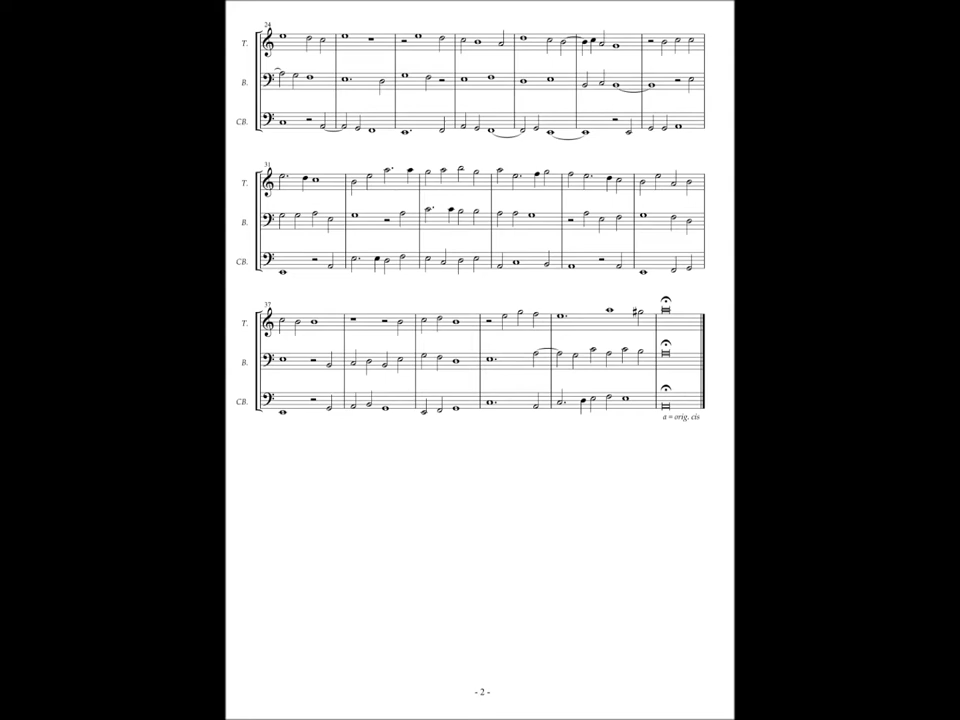 24
T.
B.
CB.
31
T.
B.
CB.
37
T.
B.
CB.
a = orig. cis
- 2 -